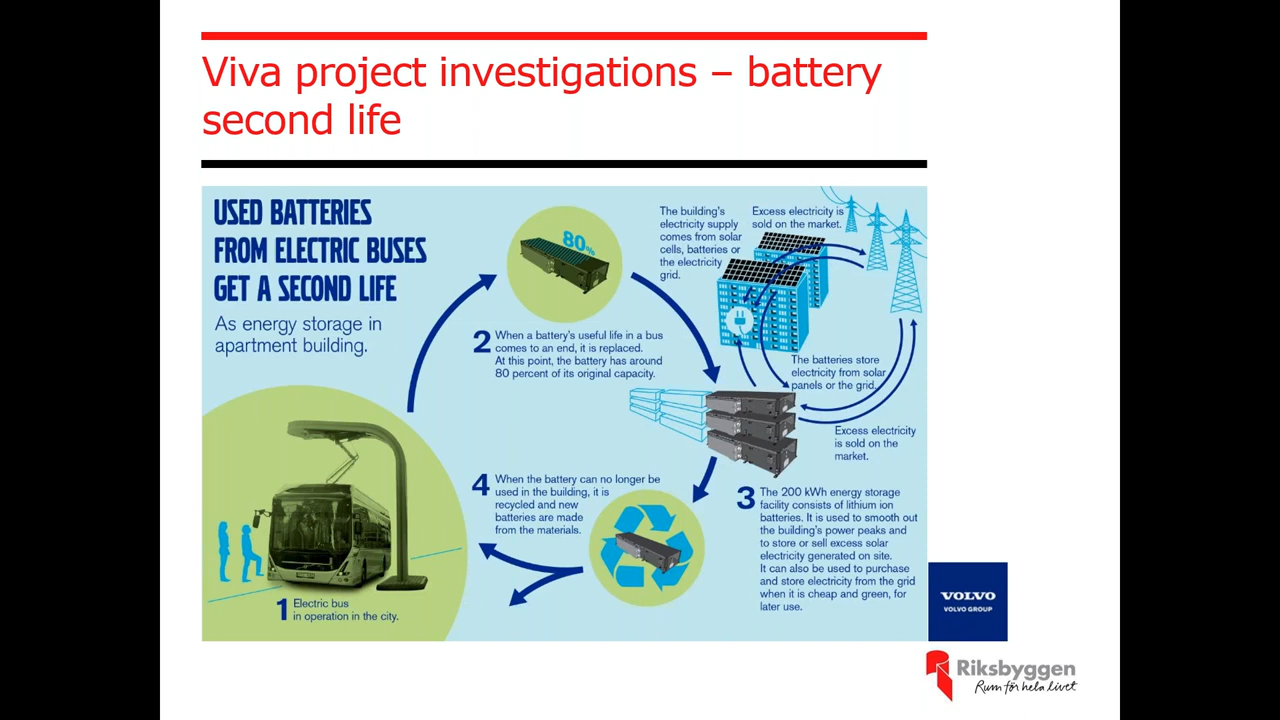 Viva project investigations – battery
second life
USED BATTERIES
FROM ELECTRIC BUSES
GET A SECOND LIFE
As energy storage in
apartment building.
80%
2 When a battery's useful life in a bus
comes to an end, it is replaced.
At this point, the battery has around
80 percent of its original capacity.
The building's
electricity supply
comes from solar
cells, batteries or
the electricity
grid.
Excess electricity is
sold on the market.
The batteries store
electricity from solar
panels or the grid.
Excess electricity
is sold on the
market.
3 The 200 kWh energy storage
facility consists of lithium ion
batteries. It is used to smooth out
the building's power peaks and
to store or sell excess solar
electricity generated on site.
It can also be used to purchase
and store electricity from the grid
when it is cheap and green, for
later use.
4 When the battery can no longer be
used in the building, it is
recycled and new
batteries are made
from the materials.
1 Electric bus
in operation in the city.
VOLVO
VOLVO GROUP
Riksbyggen
Rum för hela livet